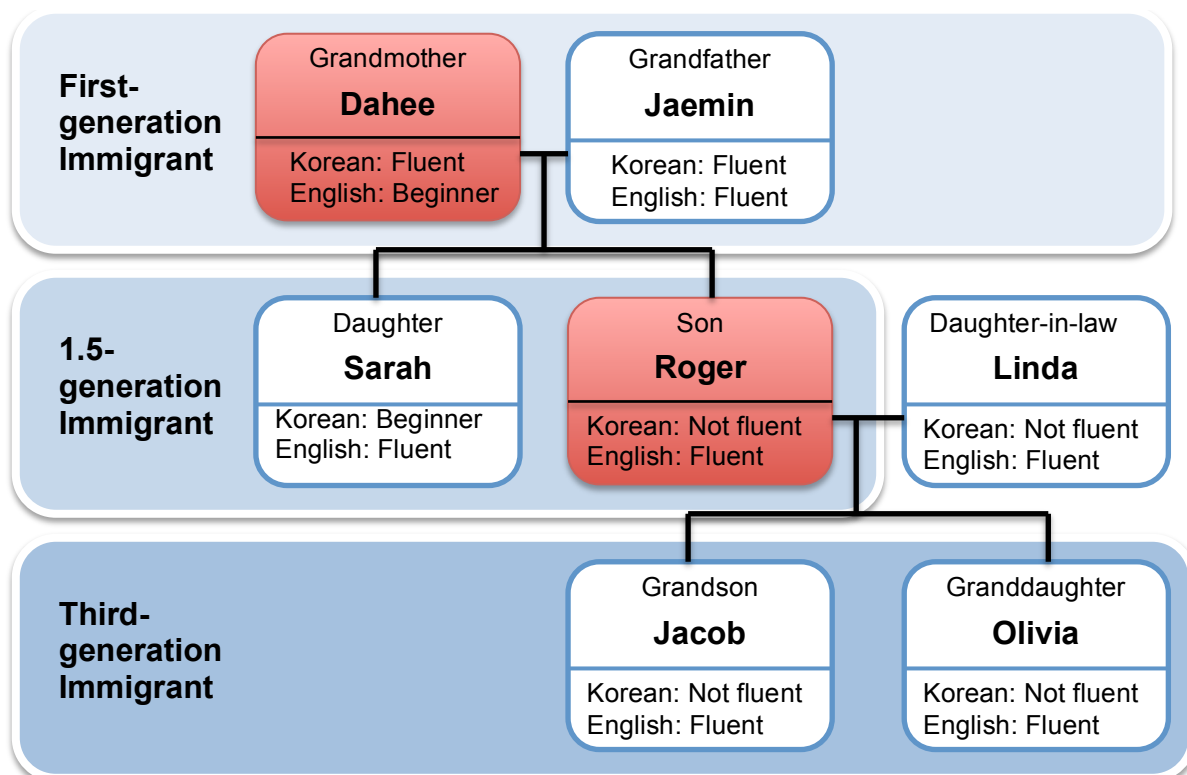 First-
generation
Immigrant
Grandmother
Dahee
Korean: Fluent
English: Beginner
Grandfather
Jaemin
Korean: Fluent
English: Fluent
1.5-
generation
Immigrant
Daughter
Sarah
Korean: Beginner
English: Fluent
Son
Roger
Korean: Not fluent
English: Fluent
Daughter-in-law
Linda
Korean: Not fluent
English: Fluent
Third-
generation
Immigrant
Grandson
Jacob
Korean: Not fluent
English: Fluent
Granddaughter
Olivia
Korean: Not fluent
English: Fluent